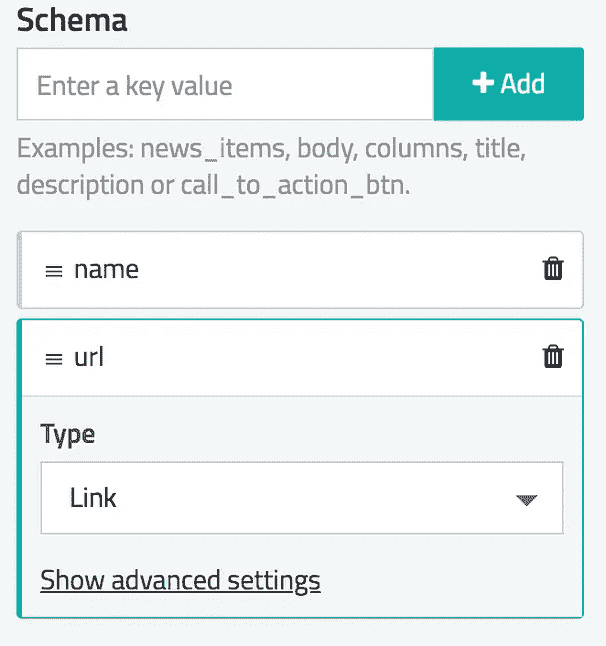 Schema
Enter a key value
+ Add
Examples: news_items, body, columns, title,
description or call_to_action_btn.
name
url
Type
Link
Show advanced settings